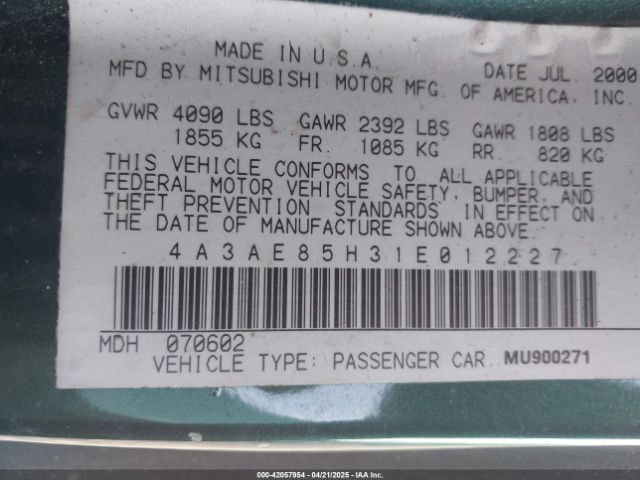 MADE IN U.S.A. DATE JUL. 2000
MFD BY MITSUBISHI MOTOR MFG. OF AMERICA, INC.
GVWR 4090 LBS GAWR 2392 LBS GAWR 1808 LBS
1855 KG FR. 1085 KG RR. 820 KG
THIS VEHICLE CONFORMS TO ALL APPLICABLE
FEDERAL MOTOR VEHICLE SAFETY, BUMPER, AND
THEFT PREVENTION STANDARDS IN EFFECT ON
THE DATE OF MANUFACTURE SHOWN ABOVE.
4A3AE85H31E012227
MDH 070602
VEHICLE TYPE: PASSENGER CAR MU900271
000-42057954 - 04/21/2025 - IAA Inc.